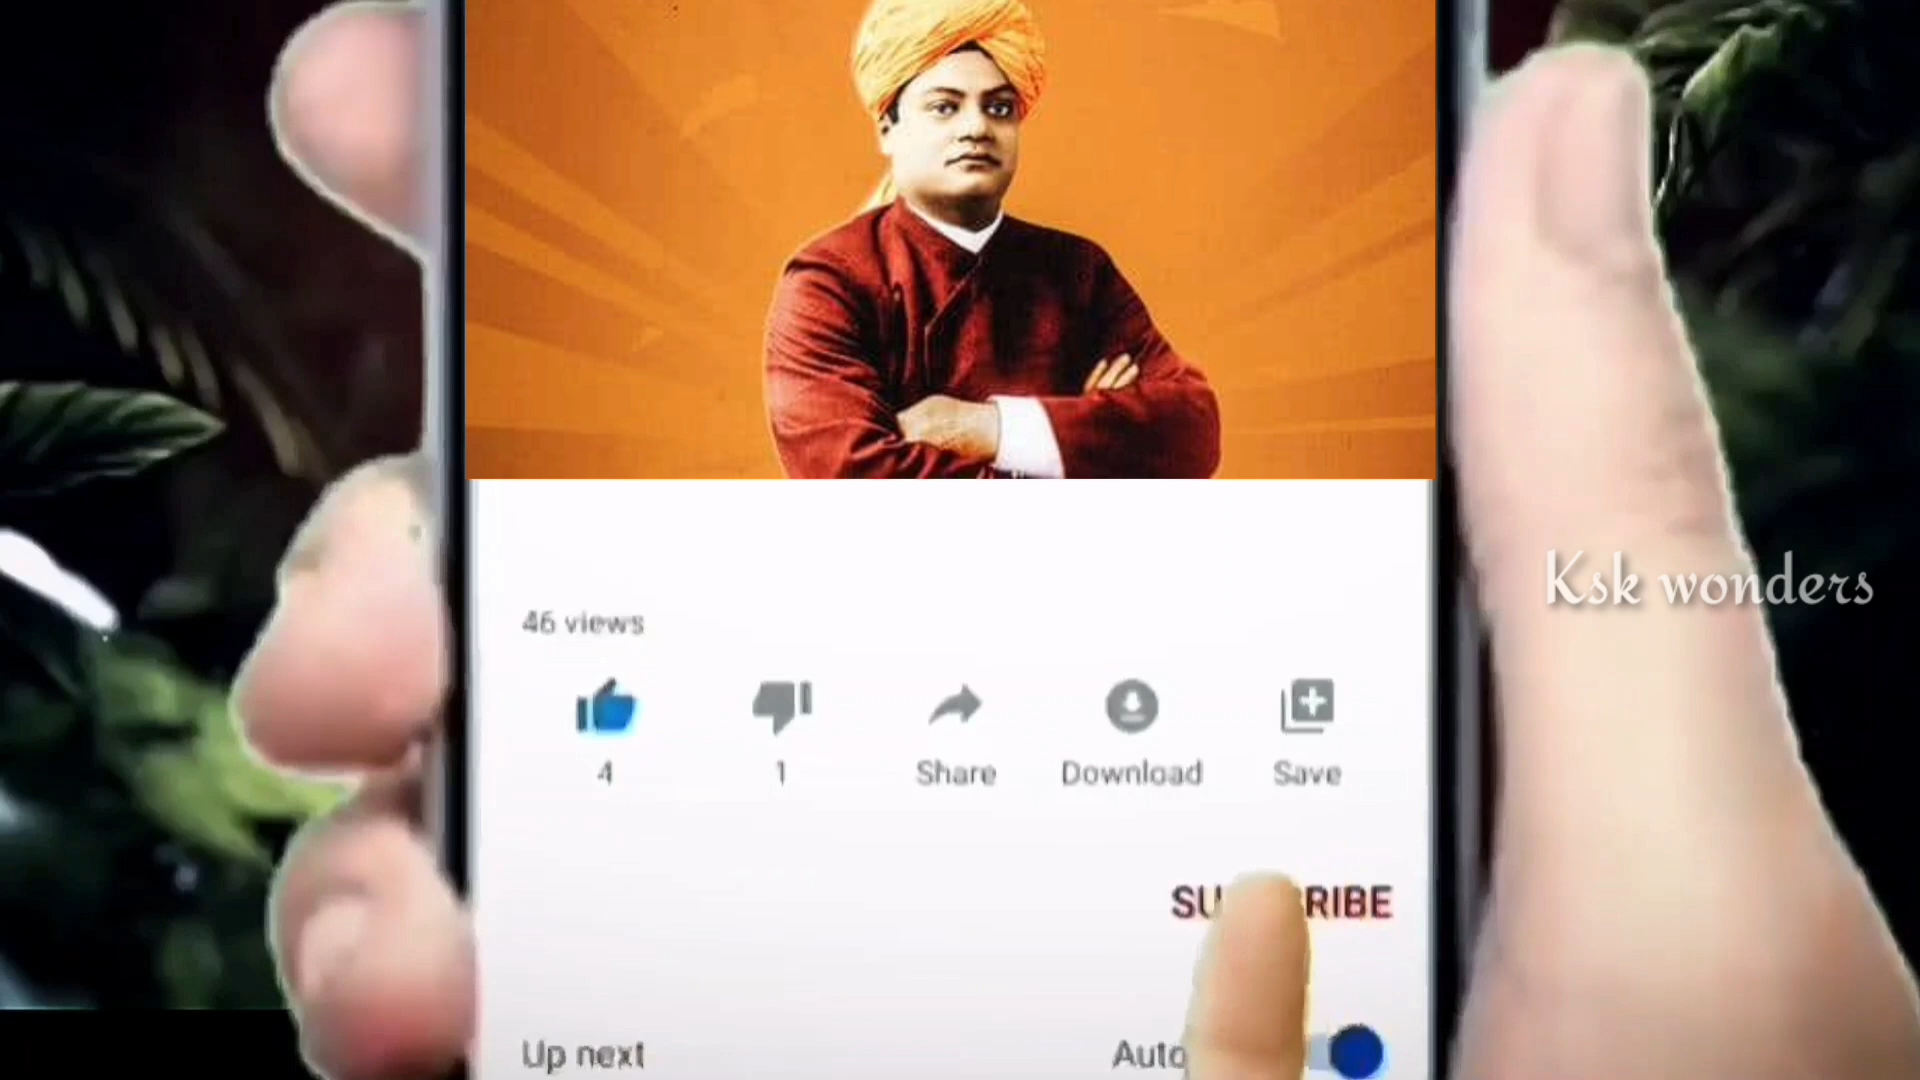 Ksk wonders
46 views
4
1
Share
Download
Save
Up next